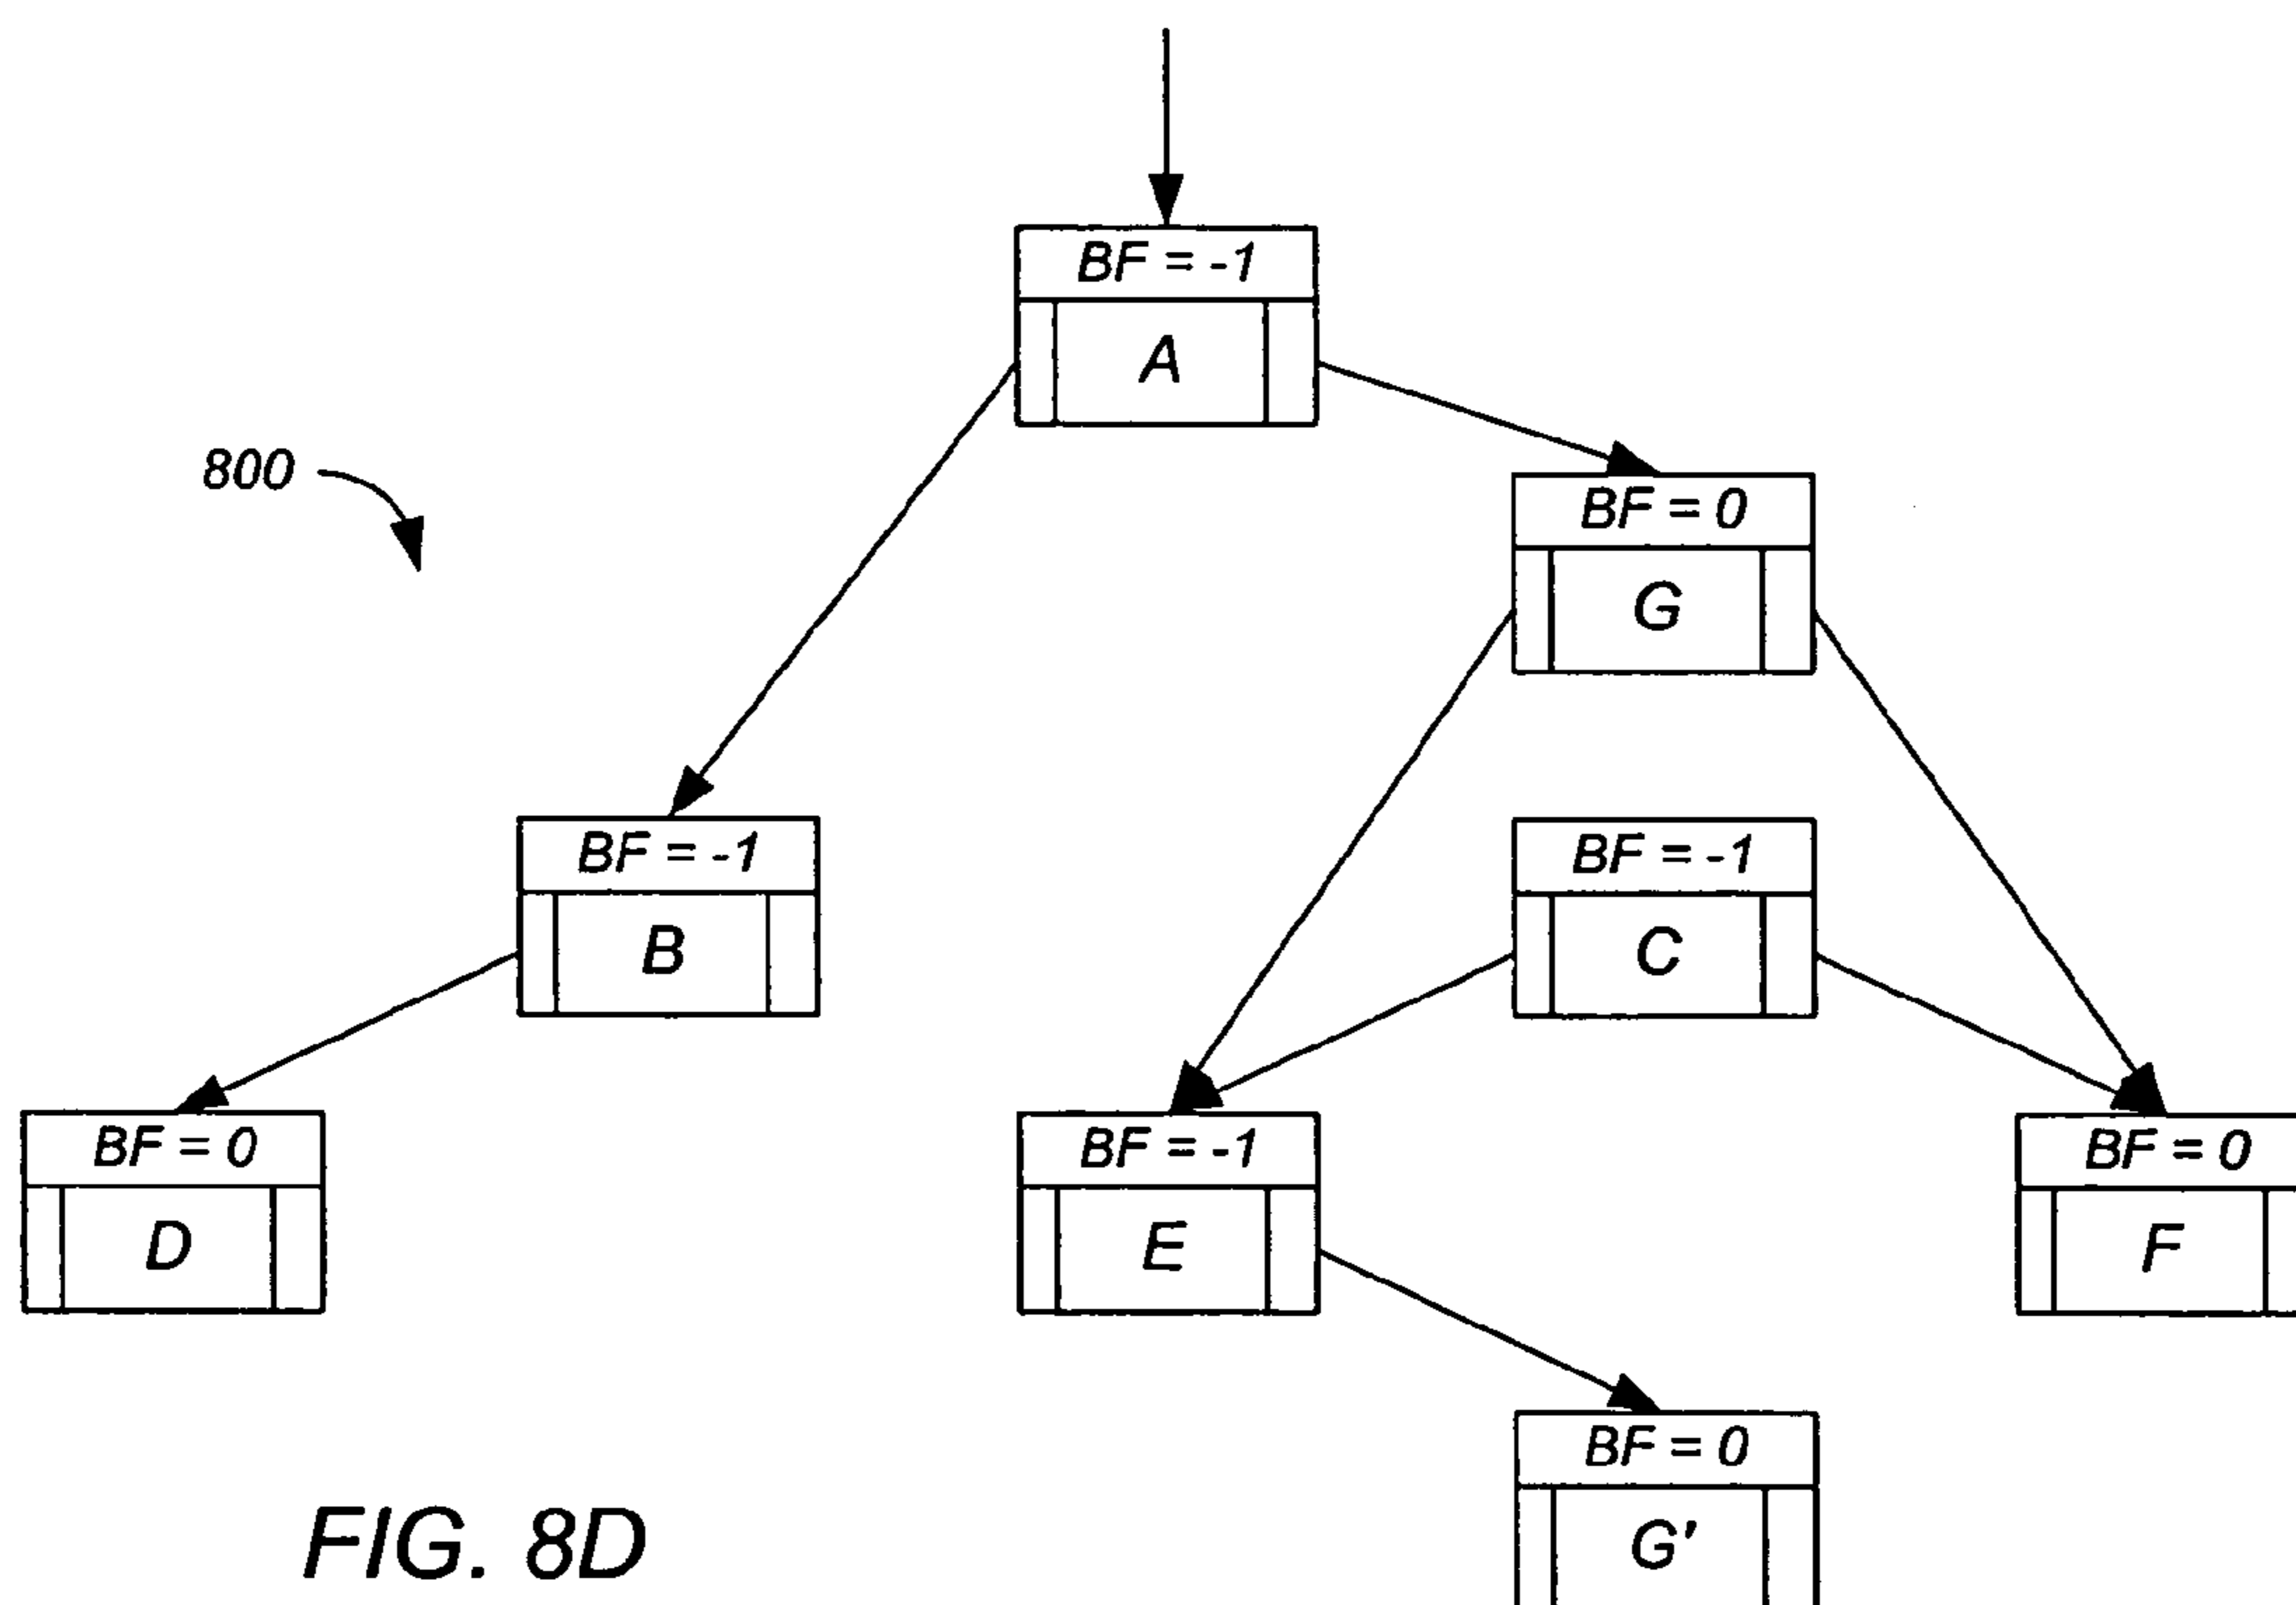 BF = -1
A
800
BF = 0
G
BF = -1
B
BF = -1
C
BF = 0
D
BF = -1
E
BF = 0
F
BF = 0
G'
FIG. 8D